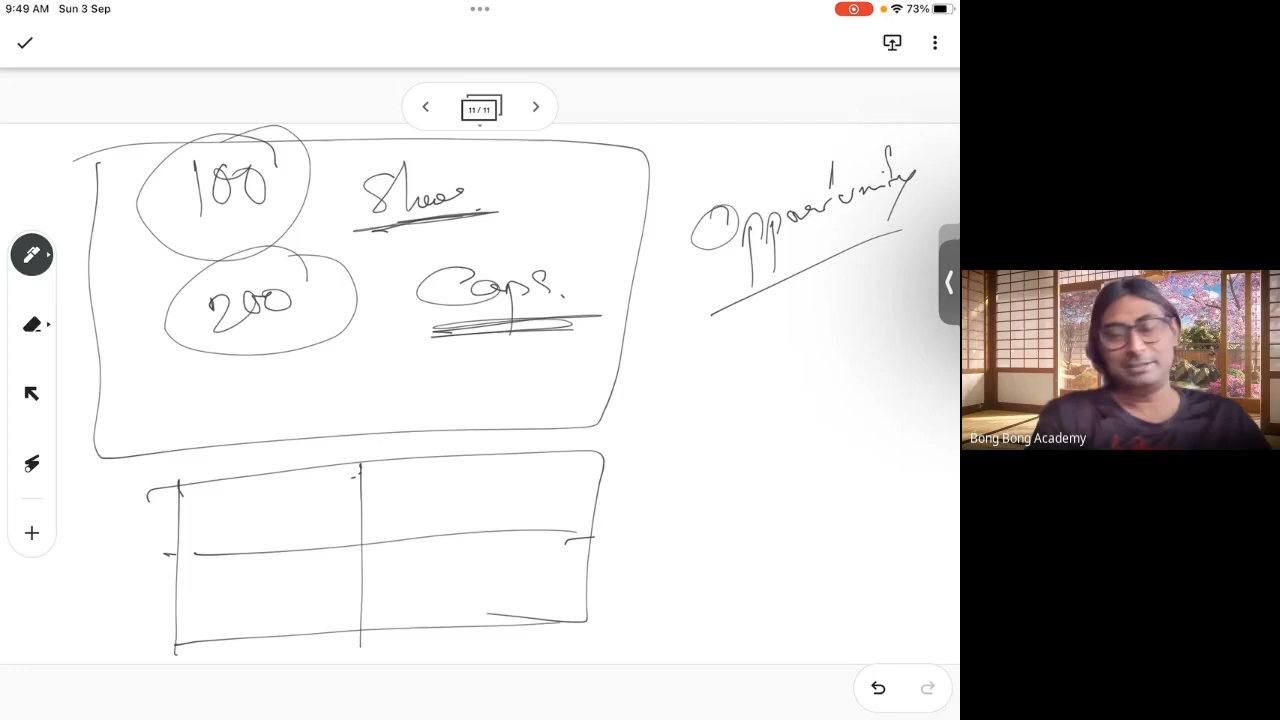 9:49 AM Sun 3 Sep
73%
11 / 11
100 Shoes
200 Caps.
Opportunity
Bong Bong Academy